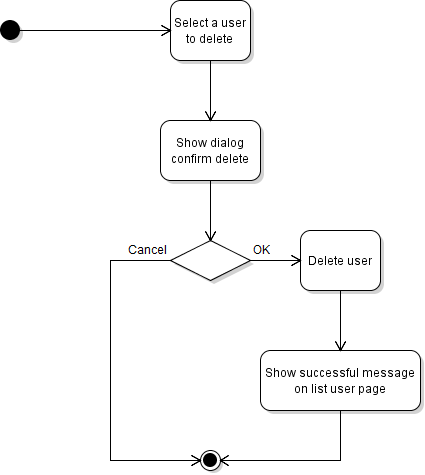 Select a user
to delete
Show dialog
confirm delete
Cancel
OK
Delete user
Show successful message
on list user page